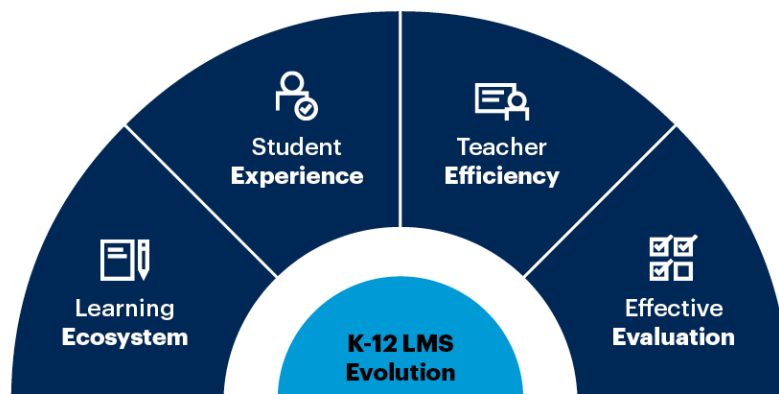 Learning
Ecosystem
Student
Experience
Teacher
Efficiency
Effective
Evaluation
K-12 LMS
Evolution